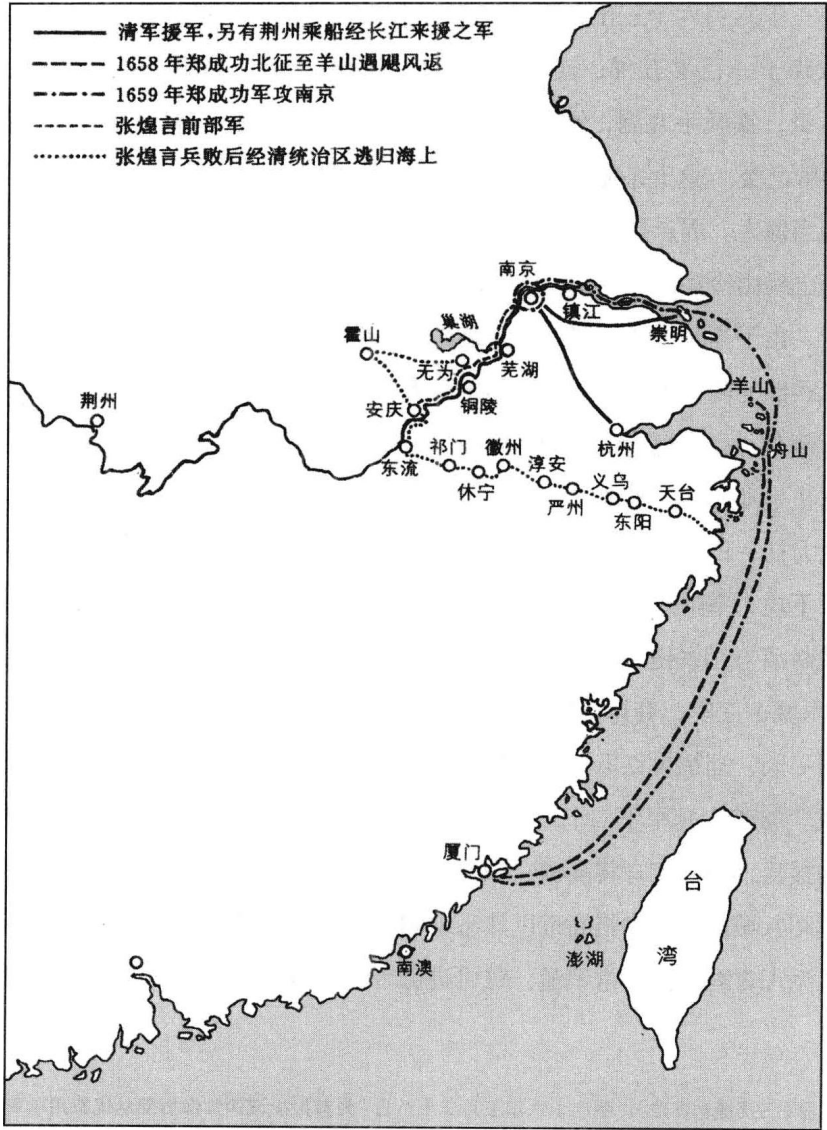 清军援军，另有荆州乘船经长江来援之军
1658年郑成功北征至羊山遇飓风返
1659年郑成功军攻南京
张煌言前部军
张煌言兵败后经清统治区逃归海上
南京
镇江
崇明
巢湖
霍山
无为
芜湖
羊山
荆州
安庆
铜陵
杭州
舟山
东流
祁门
徽州
休宁
淳安
严州
义乌
东阳
天台
厦门
台
湾
南澳
澎湖